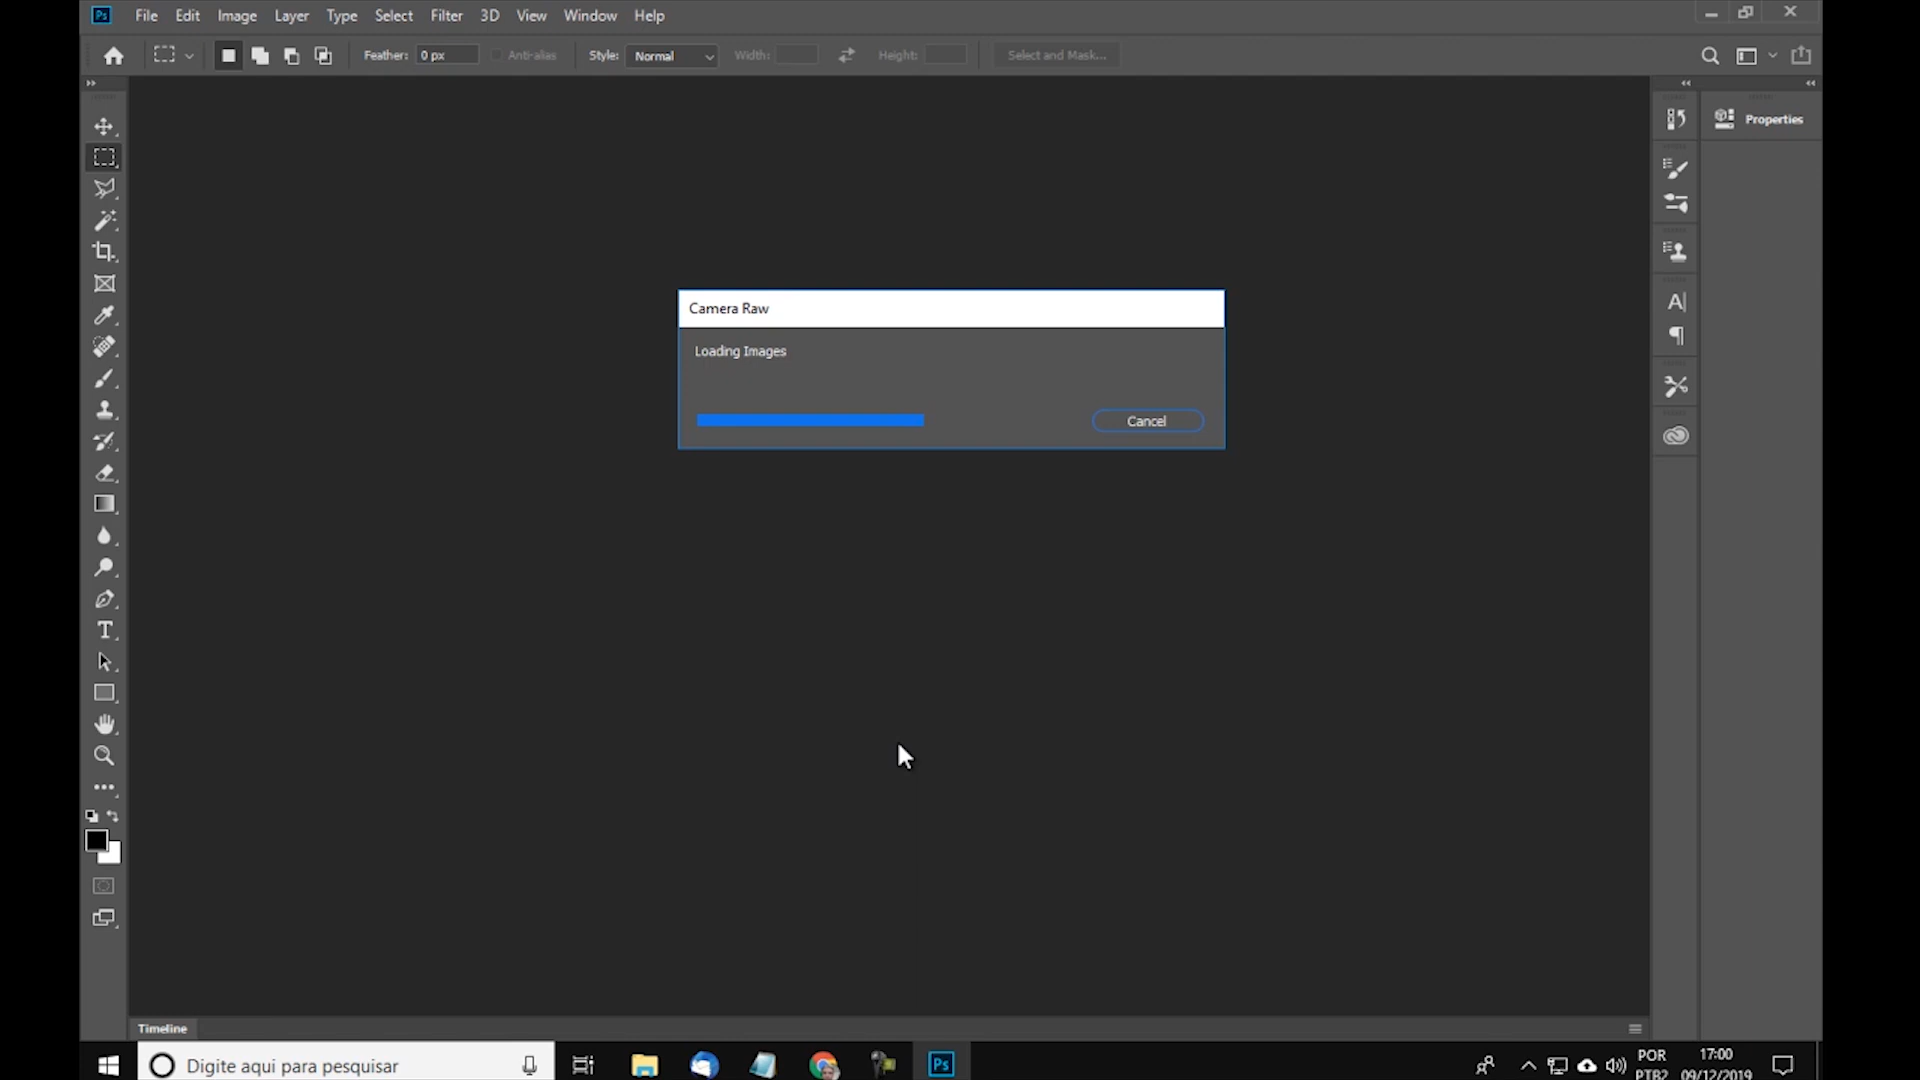 Ps File Edit Image Layer Type Select Filter 3D View Window Help
Feather: 0 px Anti-alias Style: Normal Width: Height: Select and Mask...
Properties
Camera Raw
Loading Images
Cancel
Timeline
Digite aqui para pesquisar
Ps
POR
PTB2
17:00
09/12/2019